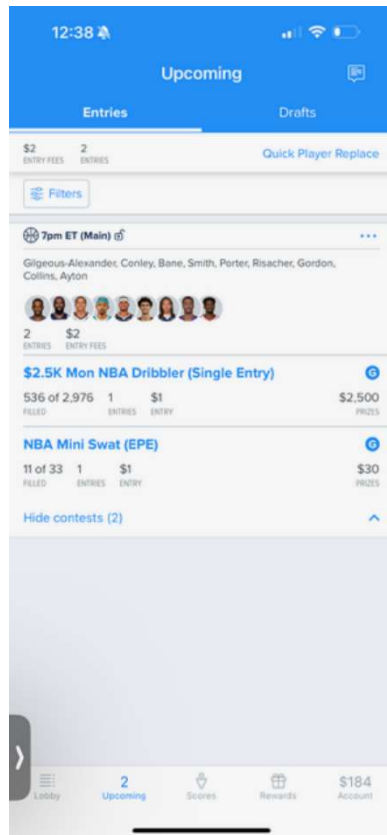 12:38
Upcoming
Entries Drafts
$2 2 Quick Player Replace
ENTRY FEES ENTRIES
Filters
7pm ET (Main)
Gilgeous-Alexander, Conley, Bane, Smith, Porter, Risacher, Gordon,
Collins, Ayton
2 $2
ENTRIES ENTRY FEES
$2.5K Mon NBA Dribbler (Single Entry) G
536 of 2,976 1 $1 $2,500
FILLED ENTRIES ENTRY PRIZES
NBA Mini Swat (EPE) G
11 of 33 1 $1 $30
FILLED ENTRIES ENTRY PRIZES
Hide contests (2)
2 $184
Lobby Upcoming Scores Rewards Account